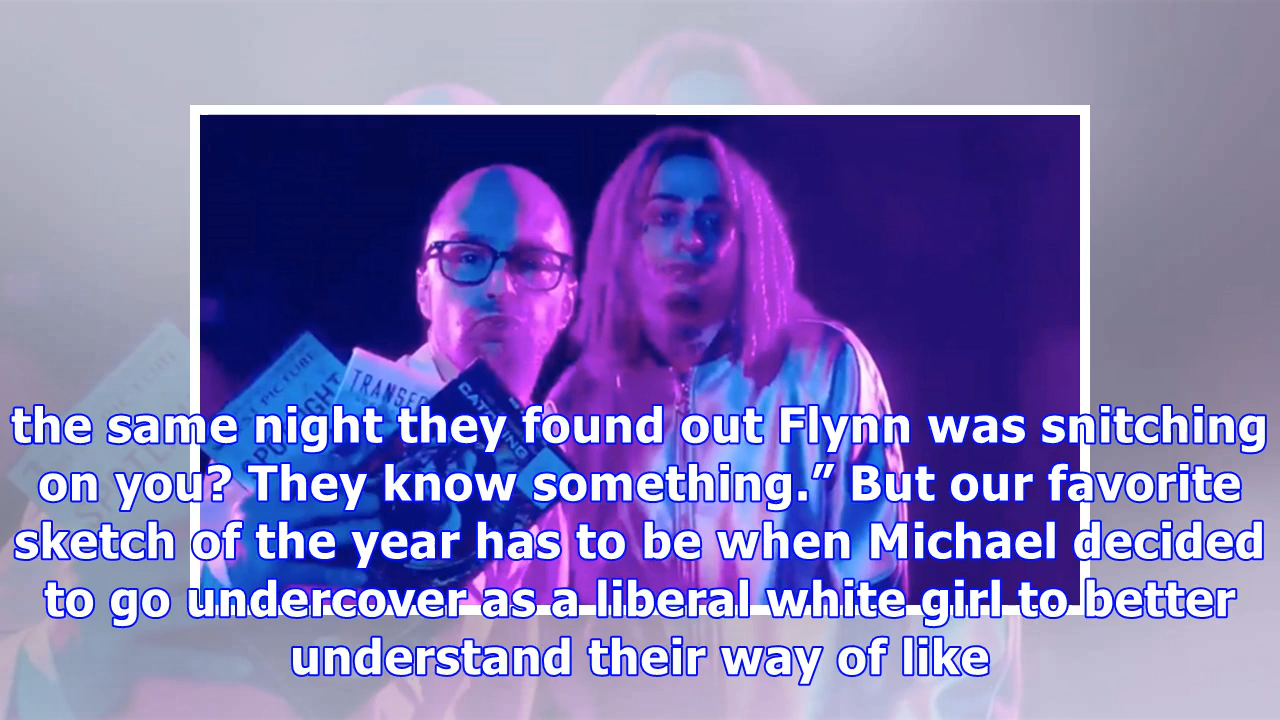 PICTURE
TRANSF
the same night they found out Flynn was snitching
on you? They know something.” But our favorite
sketch of the year has to be when Michael decided
to go undercover as a liberal white girl to better
understand their way of like